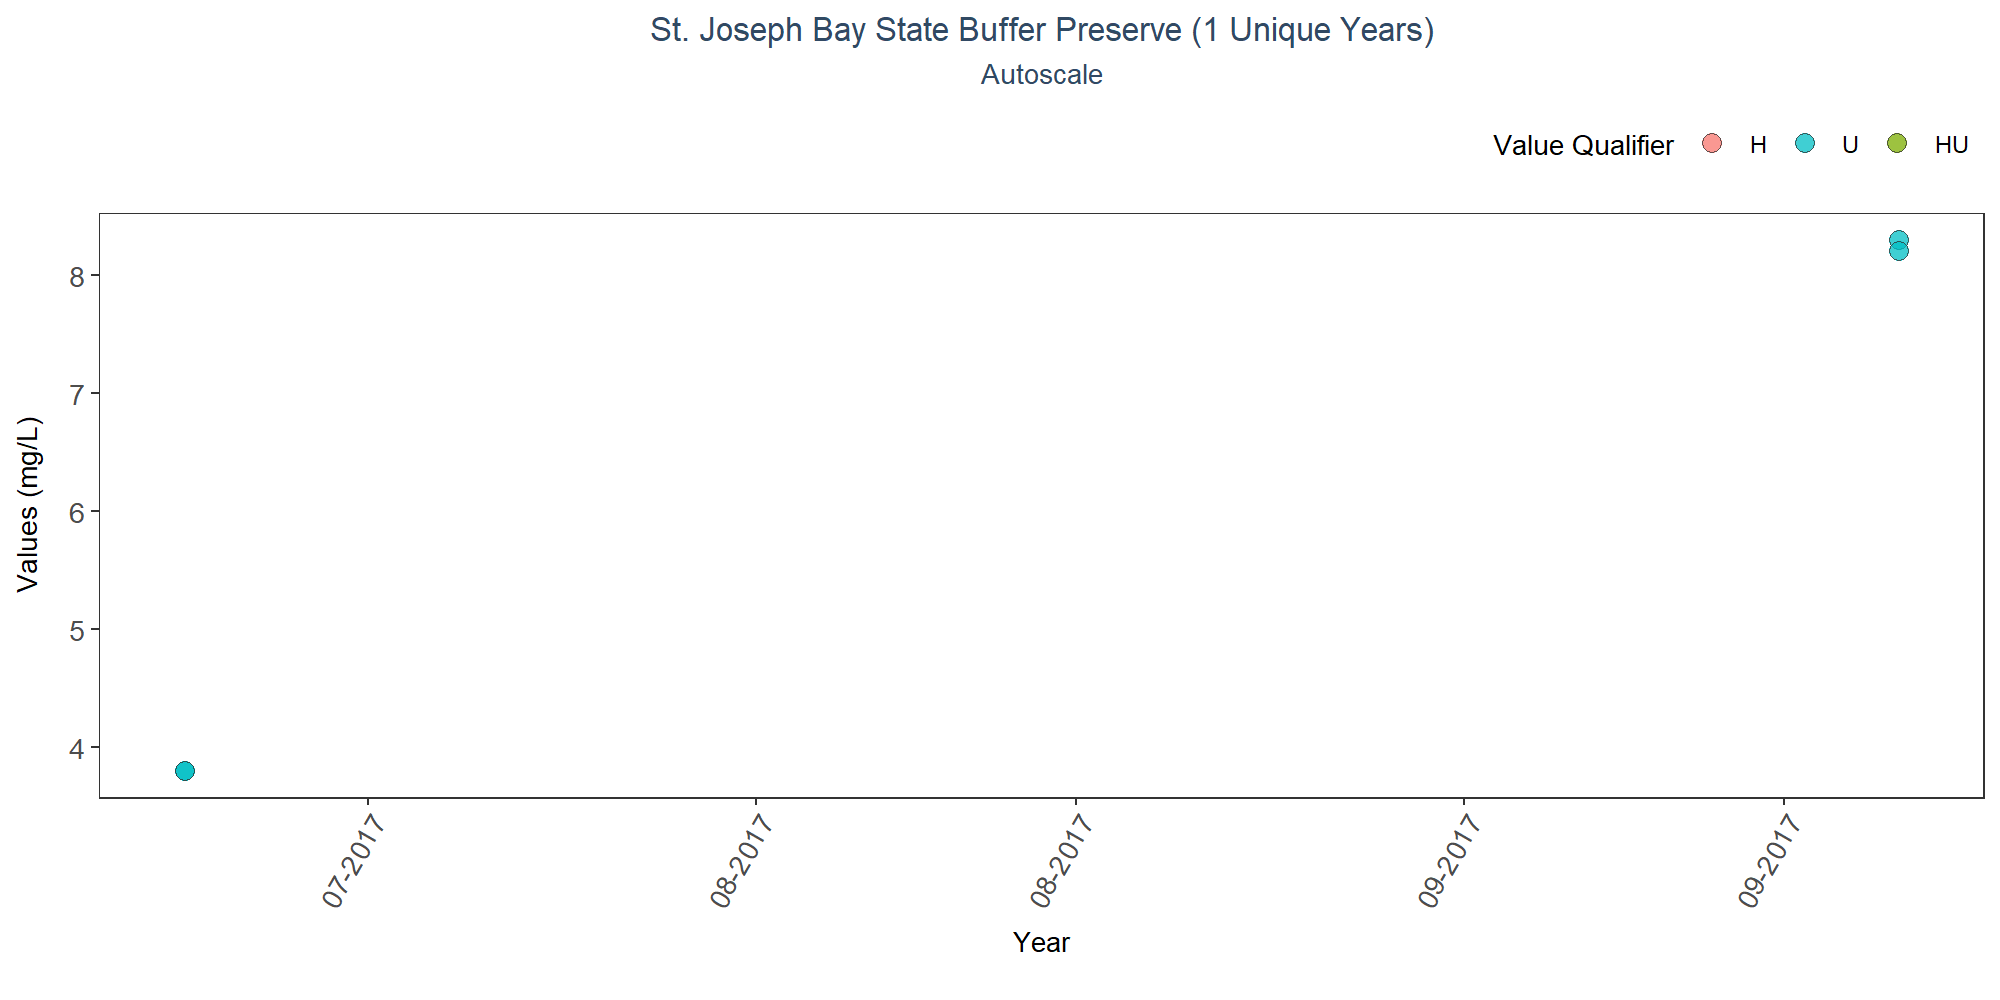 St. Joseph Bay State Buffer Preserve (1 Unique Years)
Autoscale
Value Qualifier H U HU
Values (mg/L)
8
7
6
5
4
07-2017 08-2017 08-2017 09-2017 09-2017
Year